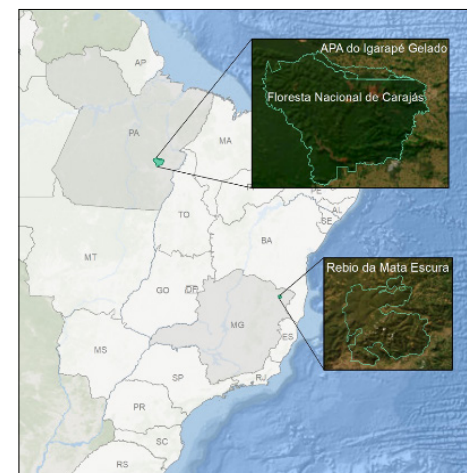 APA do Igarapé Gelado
Floresta Nacional de Carajás
AP
PA
MA
PE
AL
SE
TO
BA
MT
Rebio da Mata Escura
GO
DF
MG
ES
MS
SP
RJ
PR
SC
RS